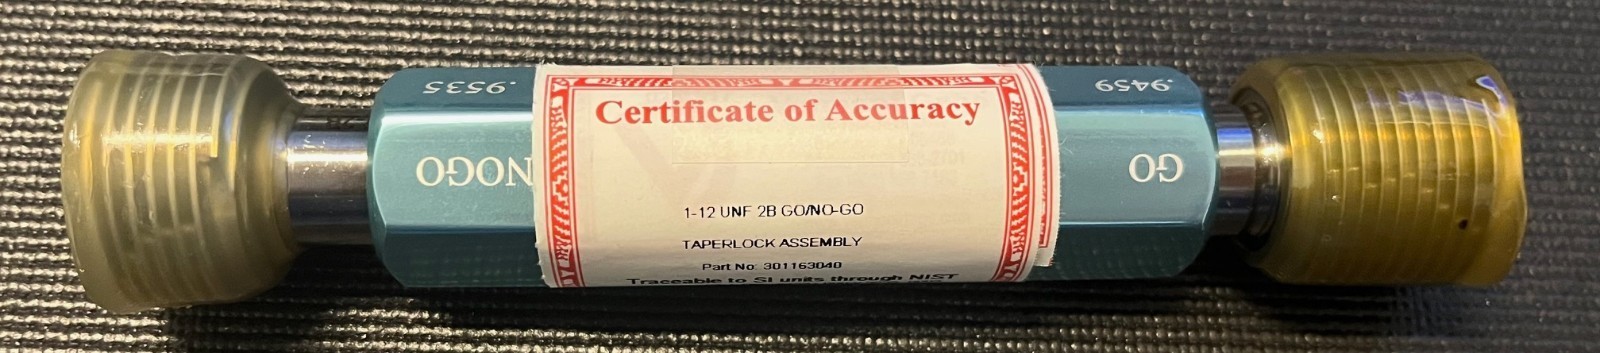 .9535
NOGO
Certificate of Accuracy
1-12 UNF 2B GO/NO-GO
TAPERLOCK ASSEMBLY
Part No: 301163040
Traceable to SI units through NIST
.9459
GO